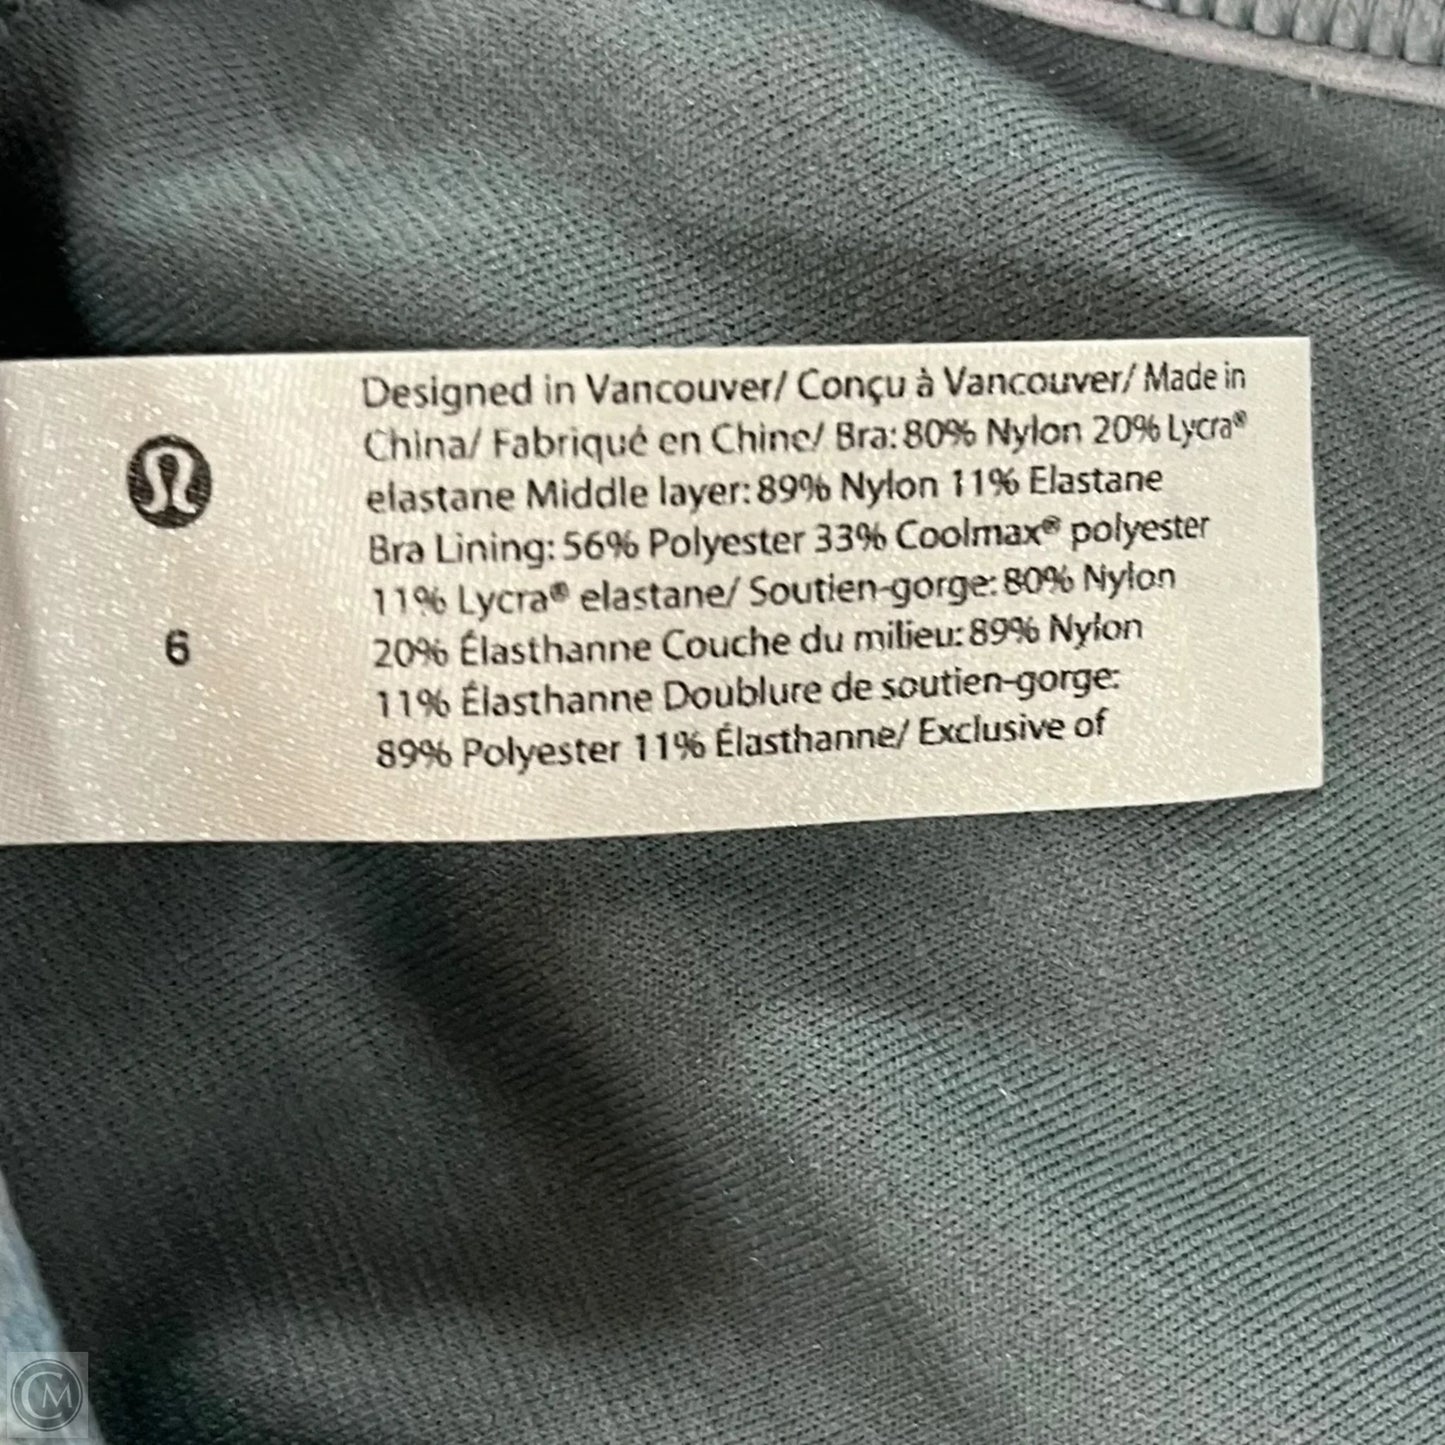 Designed in Vancouver/ Conçu à Vancouver/ Made in
China/ Fabriqué en Chine/ Bra: 80% Nylon 20% Lycra®
elastane Middle layer: 89% Nylon 11% Elastane
Bra Lining: 56% Polyester 33% Coolmax® polyester
11% Lycra® elastane/ Soutien-gorge: 80% Nylon
20% Élasthanne Couche du milieu: 89% Nylon
11% Élasthanne Doublure de soutien-gorge:
89% Polyester 11% Élasthanne/ Exclusive of
6
CM